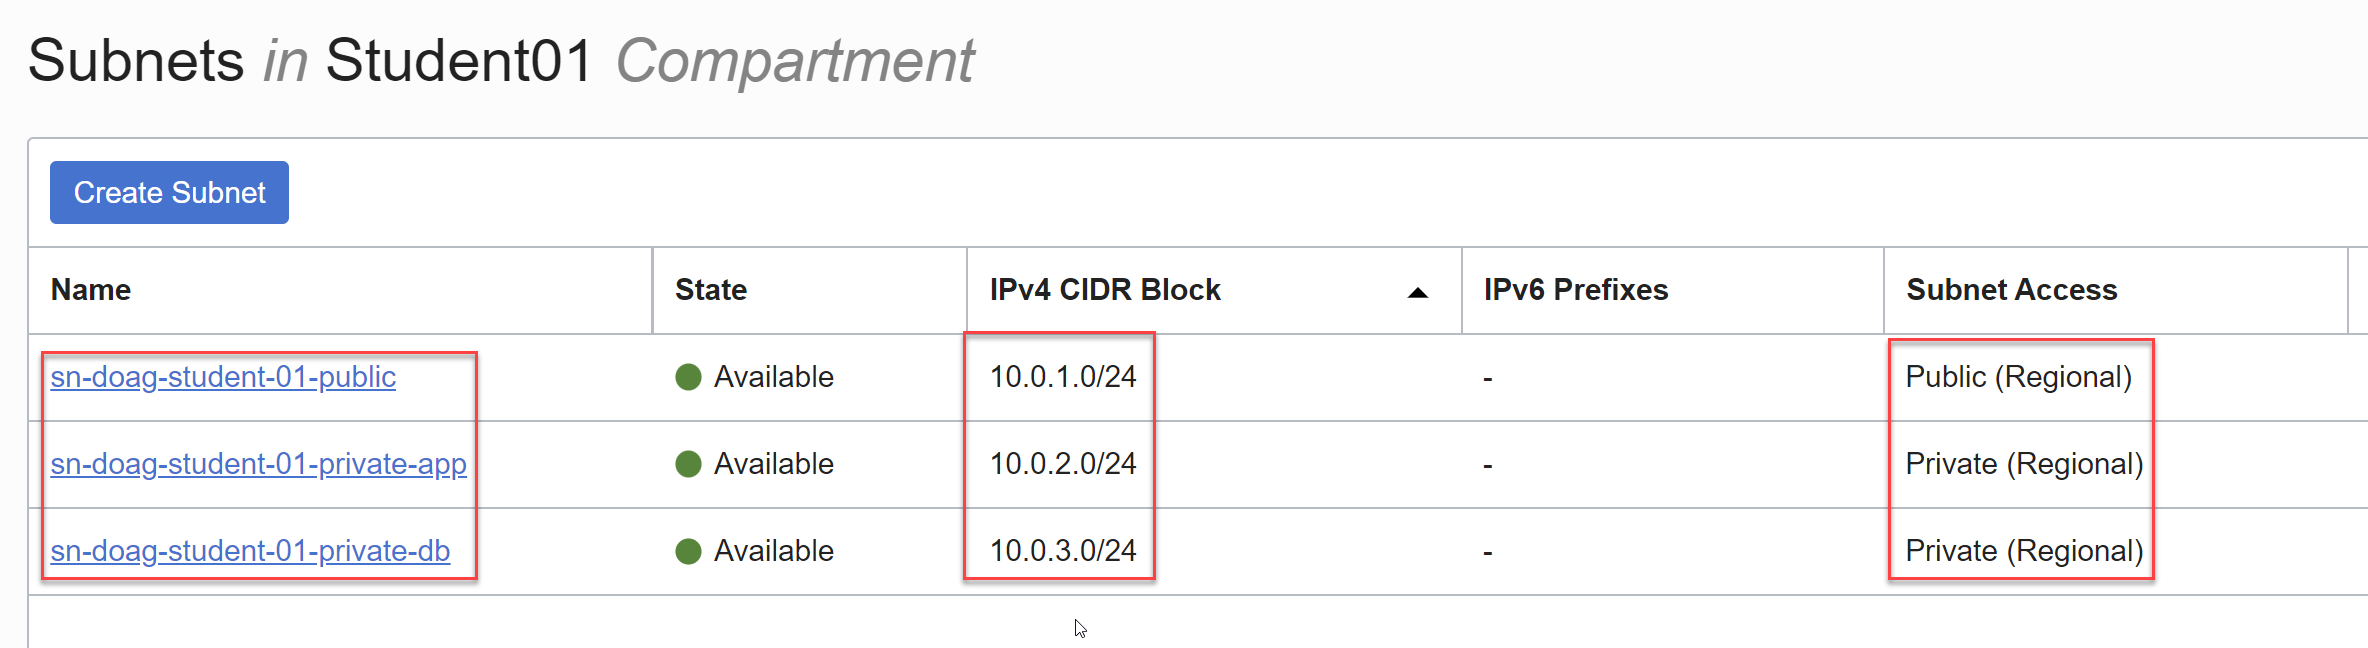 Subnets in Student01 Compartment
Create Subnet
Name State IPv4 CIDR Block IPv6 Prefixes Subnet Access
sn-doag-student-01-public Available 10.0.1.0/24 - Public (Regional)
sn-doag-student-01-private-app Available 10.0.2.0/24 - Private (Regional)
sn-doag-student-01-private-db Available 10.0.3.0/24 - Private (Regional)